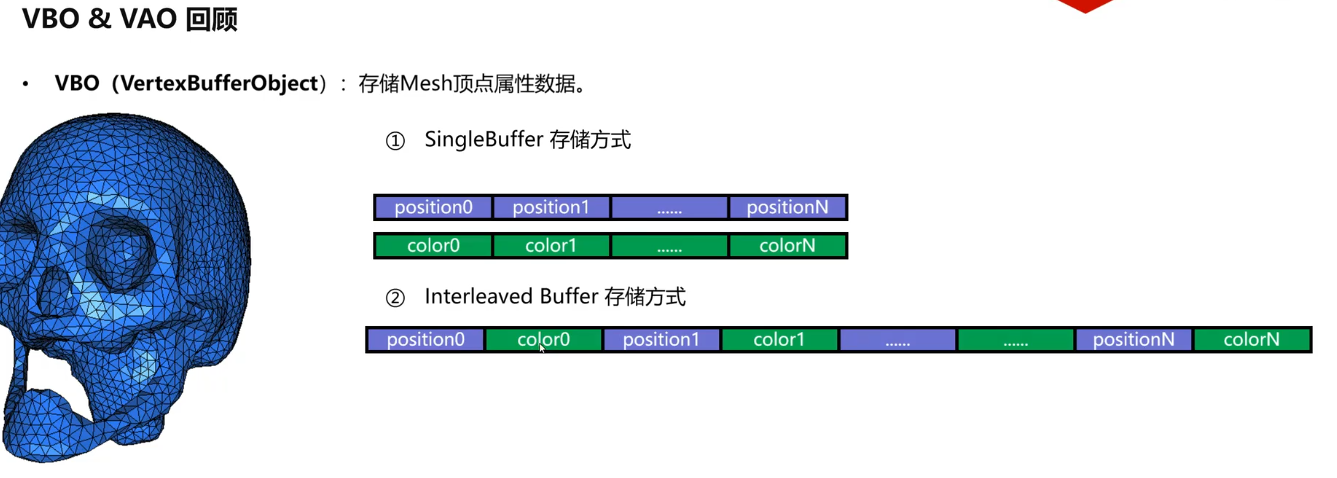 VBO & VAO 回顾
• VBO（VertexBufferObject）：存储Mesh顶点属性数据。
① SingleBuffer 存储方式
position0 position1 ...... positionN
color0 color1 ...... colorN
② Interleaved Buffer 存储方式
position0 color0 position1 color1 ...... ...... positionN colorN